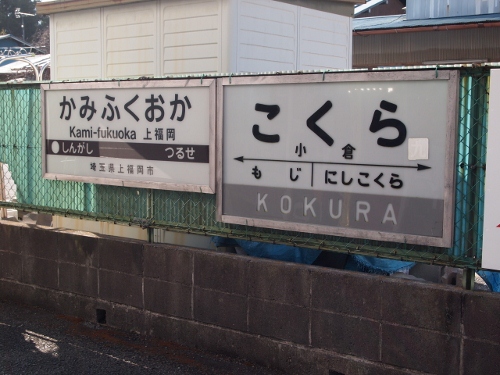 かみふくおか
Kami-fukuoka 上福岡
しんがし つるせ
埼玉県上福岡市
こくら
小倉
もじ にしこくら
KOKURA